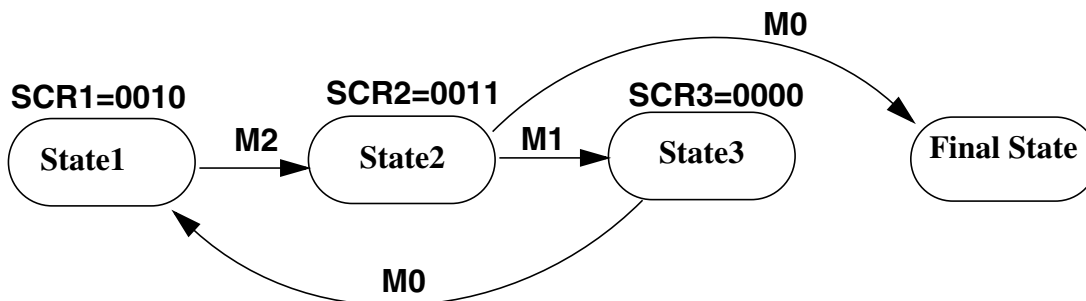 M0
SCR1=0010
SCR2=0011
SCR3=0000
State1
M2
State2
M1
State3
Final State
M0